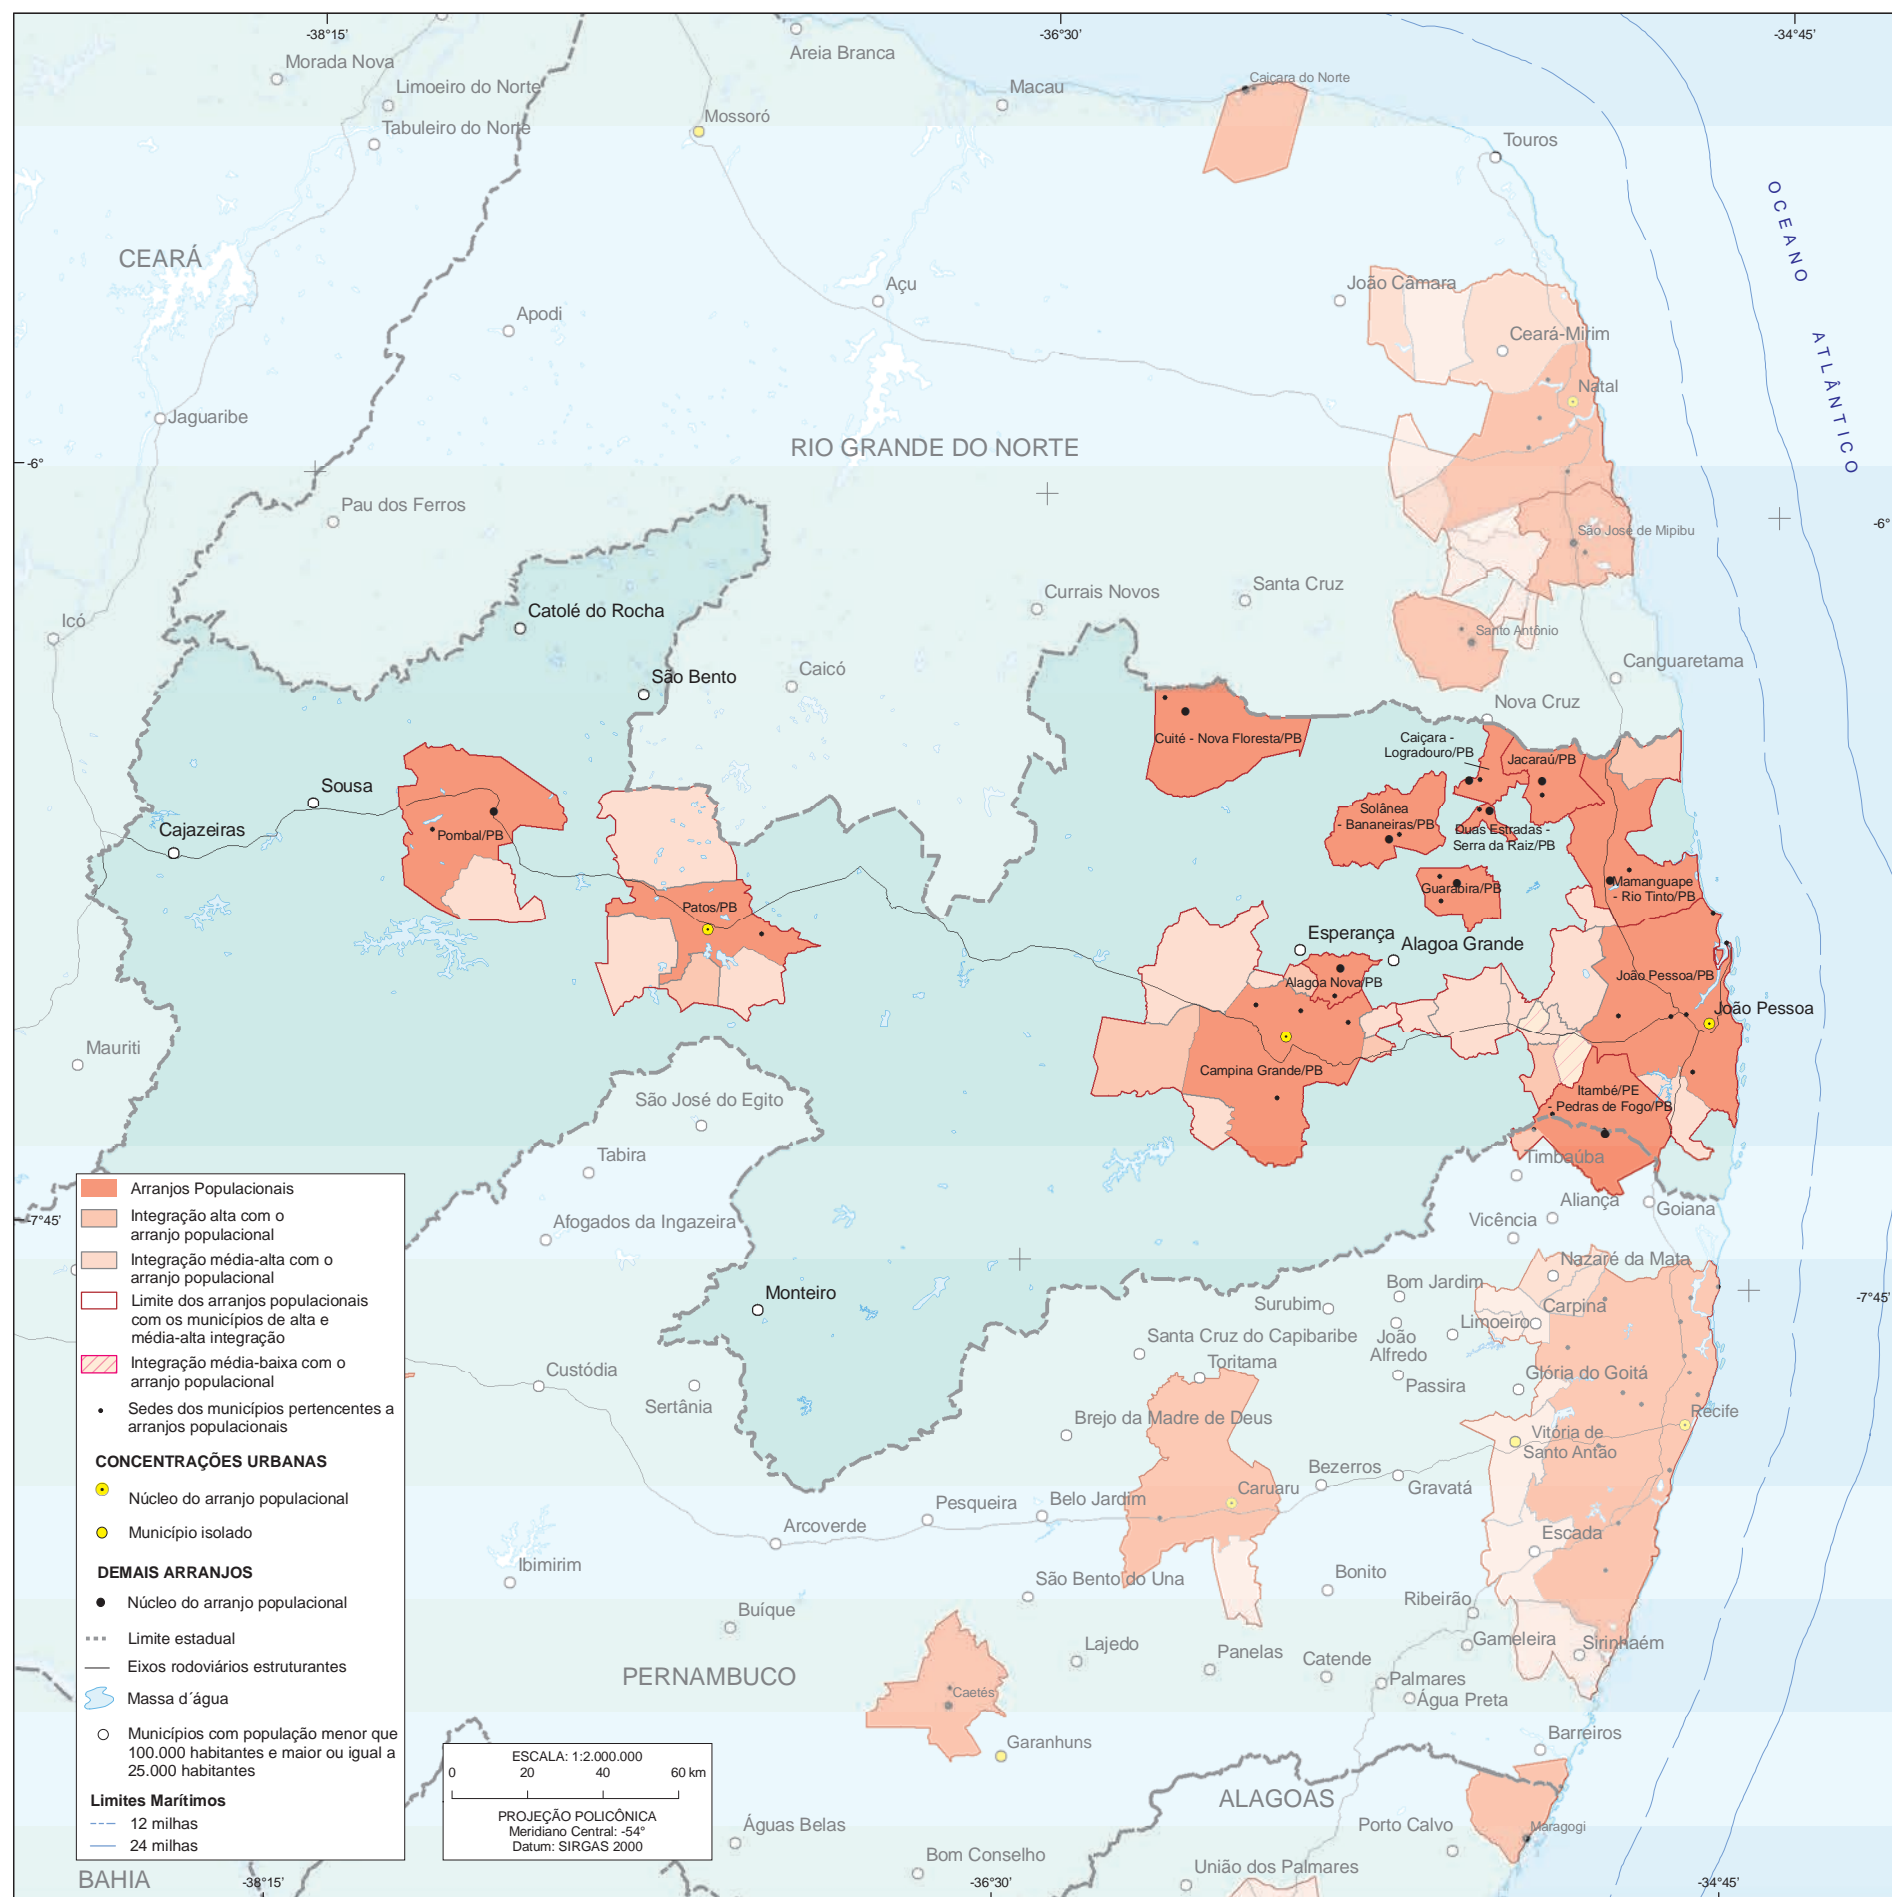 -38°15'
-36°30'
-34°45'
Areia Branca
Morada Nova
Caiçara do Norte
Limoeiro do Norte
Macau
Mossoró
Tabuleiro do Norte
Touros
OCEANO
ATLÂNTICO
CEARÁ
Açu
João Câmara
Apodi
Ceará-Mirim
Natal
Jaguaribe
RIO GRANDE DO NORTE
-6°
Pau dos Ferros
-6°
São José de Mipibu
Santa Cruz
Currais Novos
Catolé do Rocha
Icó
Santo Antônio
Canguaretama
Caicó
São Bento
Nova Cruz
Cuité - Nova Floresta/PB
Caiçara -
Logradouro/PB
Jacaraú/PB
Sousa
Solânea
- Bananeiras/PB
Duas Estradas -
Serra da Raiz/PB
Cajazeiras
Pombal/PB
Guarabira/PB
Mamanguape
- Rio Tinto/PB
Patos/PB
Esperança
Alagoa Grande
João Pessoa/PB
Alagoa Nova/PB
João Pessoa
Mauriti
Campina Grande/PB
Itambé/PE
- Pedras de Fogo/PB
São José do Egito
Tabira
Timbaúba
Aliança
Goiana
Vicência
Afogados da Ingazeira
-7°45'
Nazaré da Mata
Bom Jardim
Monteiro
-7°45'
Surubim
Carpina
Limoeiro
Santa Cruz do Capibaribe
João
Alfredo
Toritama
Custódia
Glória do Goitá
Passira
Sertânia
Brejo da Madre de Deus
Recife
Vitória de
Santo Antão
Bezerros
Gravatá
Caruaru
Pesqueira
Belo Jardim
Arcoverde
Escada
Ibimirim
São Bento do Una
Bonito
Ribeirão
Buíque
Lajedo
Gameleira
Sirinhaém
Panelas
Catende
PERNAMBUCO
Palmares
Água Preta
Caetés
Garanhuns
Barreiros
ALAGOAS
Águas Belas
Porto Calvo
Maragogi
Bom Conselho
União dos Palmares
BAHIA
-38°15'
-36°30'
-34°45'
Arranjos Populacionais
Integração alta com o
arranjo populacional
Integração média-alta com o
arranjo populacional
Limite dos arranjos populacionais
com os municípios de alta e
média-alta integração
Integração média-baixa com o
arranjo populacional
Sedes dos municípios pertencentes a
arranjos populacionais
CONCENTRAÇÕES URBANAS
Núcleo do arranjo populacional
Município isolado
DEMAIS ARRANJOS
Núcleo do arranjo populacional
Limite estadual
Eixos rodoviários estruturantes
Massa d´água
Municípios com população menor que
100.000 habitantes e maior ou igual a
25.000 habitantes
Limites Marítimos
12 milhas
24 milhas
ESCALA: 1:2.000.000
0 20 40 60 km
PROJEÇÃO POLICÔNICA
Meridiano Central: -54°
Datum: SIRGAS 2000